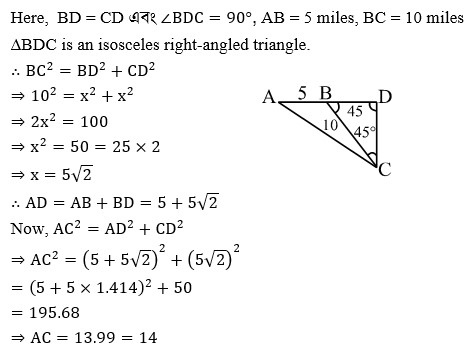 Here, BD = CD এবং ∠BDC = 90°, AB = 5 miles, BC = 10 miles
ΔBDC is an isosceles right-angled triangle.
∴ BC² = BD² + CD²
⇒ 10² = x² + x²
⇒ 2x² = 100
⇒ x² = 50 = 25 × 2
⇒ x = 5√2
∴ AD = AB + BD = 5 + 5√2
Now, AC² = AD² + CD²
⇒ AC² = (5 + 5√2)² + (5√2)²
= (5 + 5 × 1.414)² + 50
= 195.68
⇒ AC = 13.99 = 14
A 5 B D
45
10 45°
C